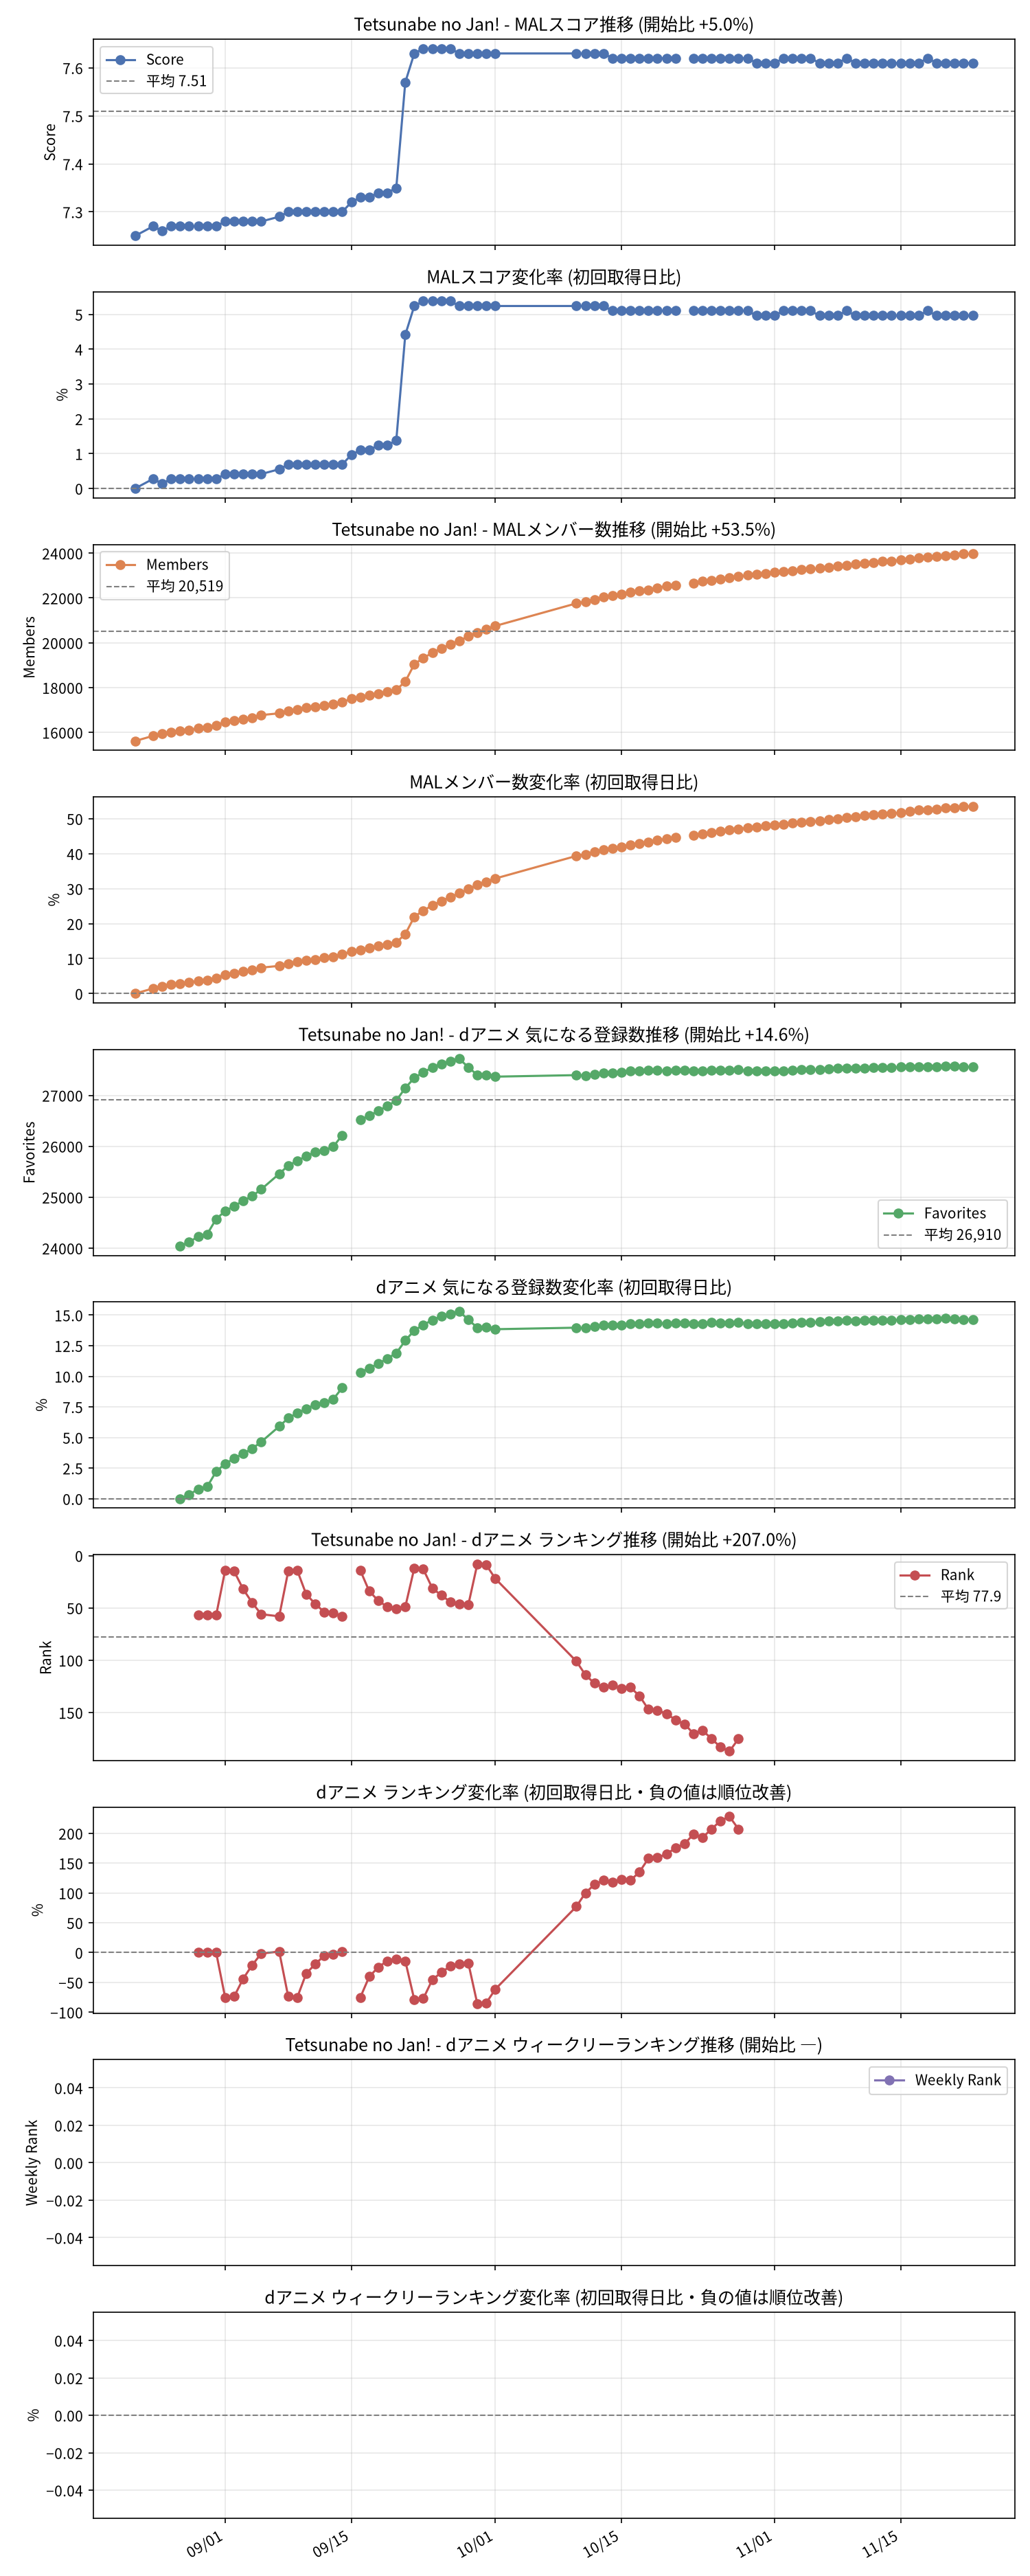 Tetsunabe no Jan! - MALスコア推移 (開始比 +5.0%)
Score
平均 7.51
7.6
7.5
7.4
7.3
Score
MALスコア変化率 (初回取得日比)
5
4
3
2
1
0
%
Tetsunabe no Jan! - MALメンバー数推移 (開始比 +53.5%)
Members
平均 20,519
24000
22000
20000
18000
16000
Members
MALメンバー数変化率 (初回取得日比)
50
40
30
20
10
0
%
Tetsunabe no Jan! - dアニメ 気になる登録数推移 (開始比 +14.6%)
27000
26000
25000
24000
Favorites
Favorites
平均 26,910
dアニメ 気になる登録数変化率 (初回取得日比)
15.0
12.5
10.0
7.5
5.0
2.5
0.0
%
Tetsunabe no Jan! - dアニメ ランキング推移 (開始比 +207.0%)
0
50
100
150
Rank
Rank
平均 77.9
dアニメ ランキング変化率 (初回取得日比・負の値は順位改善)
200
150
100
50
0
−50
−100
%
Tetsunabe no Jan! - dアニメ ウィークリーランキング推移 (開始比 —)
Weekly Rank
0.04
0.02
0.00
−0.02
−0.04
Weekly Rank
dアニメ ウィークリーランキング変化率 (初回取得日比・負の値は順位改善)
0.04
0.02
0.00
−0.02
−0.04
%
09/01
09/15
10/01
10/15
11/01
11/15